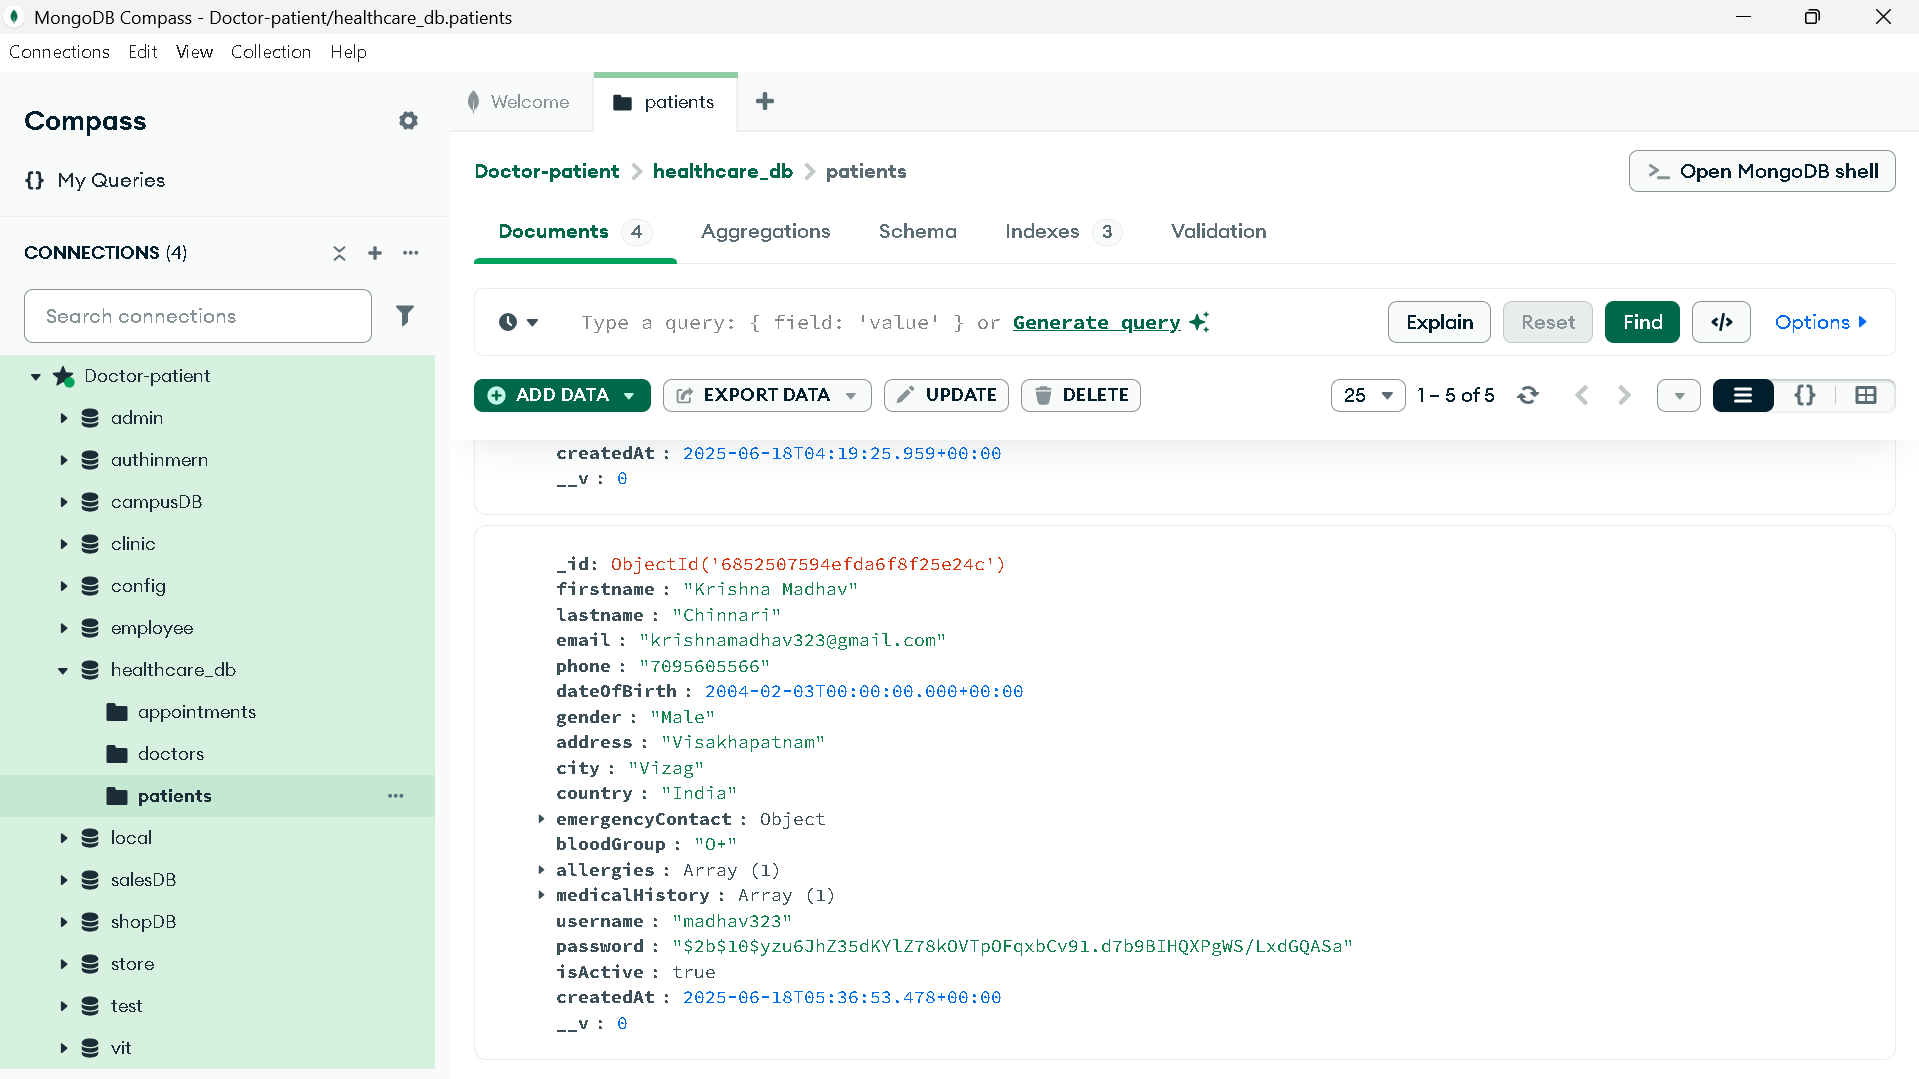 MongoDB Compass - Doctor-patient/healthcare_db.patients
Connections Edit View Collection Help
Compass
{} My Queries
CONNECTIONS (4)
Search connections
Doctor-patient
admin
authinmern
campusDB
clinic
config
employee
healthcare_db
appointments
doctors
patients
local
salesDB
shopDB
store
test
vit
Welcome
patients
Doctor-patient > healthcare_db > patients
>_ Open MongoDB shell
Documents 4 Aggregations Schema Indexes 3 Validation
Type a query: { field: 'value' } or Generate query
Explain Reset Find </> Options
ADD DATA EXPORT DATA UPDATE DELETE
25 1 – 5 of 5 {}
createdAt : 2025-06-18T04:19:25.959+00:00
__v : 0
_id: ObjectId('6852507594efda6f8f25e24c')
firstname : "Krishna Madhav"
lastname : "Chinnari"
email : "krishnamadhav323@gmail.com"
phone : "7095605566"
dateOfBirth : 2004-02-03T00:00:00.000+00:00
gender : "Male"
address : "Visakhapatnam"
city : "Vizag"
country : "India"
emergencyContact : Object
bloodGroup : "O+"
allergies : Array (1)
medicalHistory : Array (1)
username : "madhav323"
password : "$2b$10$yzu6JhZ35dKYlZ78kOVTpOFqxbCv91.d7b9BIHQXPgWS/LxdGQASa"
isActive : true
createdAt : 2025-06-18T05:36:53.478+00:00
__v : 0